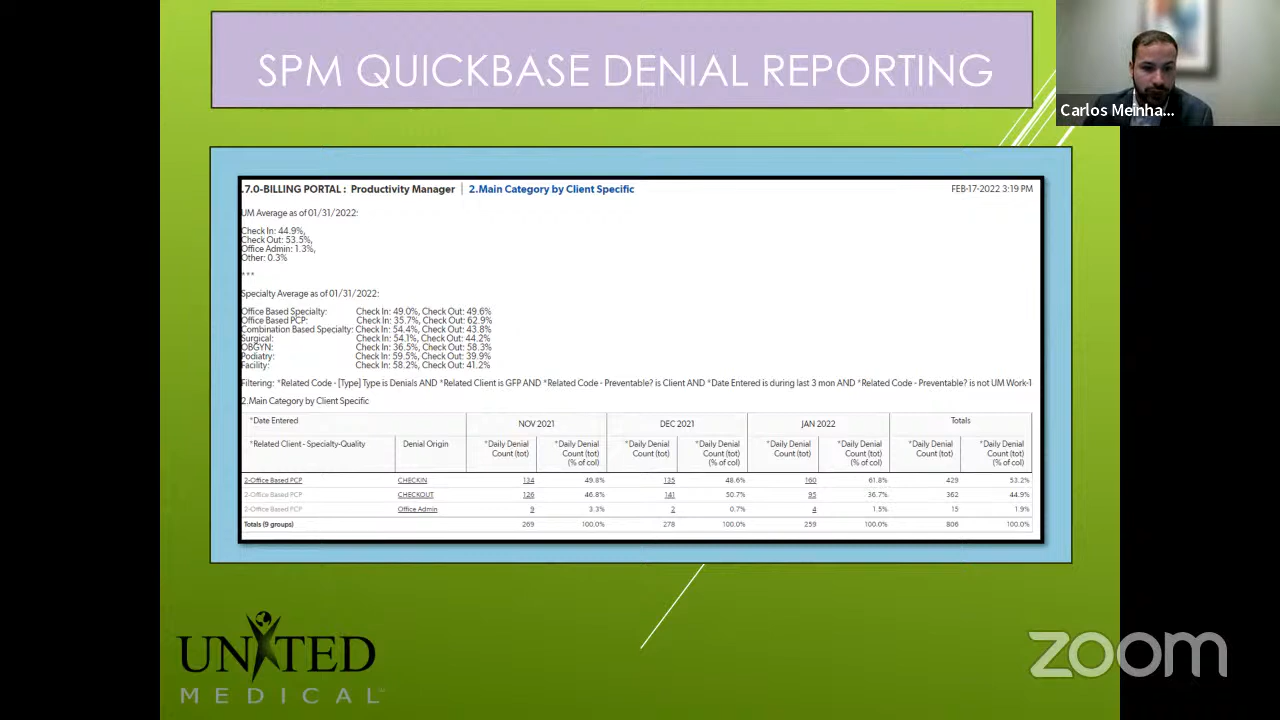 SPM QUICKBASE DENIAL REPORTING
Carlos Meinha...
.7.0-BILLING PORTAL : Productivity Manager | 2.Main Category by Client Specific FEB-17-2022 3:19 PM
UM Average as of 01/31/2022:
Check In: 44.9%,
Check Out: 53.5%,
Office Admin: 1.3%,
Other: 0.3%
***
Specialty Average as of 01/31/2022:
Office Based Specialty: Check In: 49.0%, Check Out: 49.6%
Office Based PCP: Check In: 35.7%, Check Out: 62.9%
Combination Based Specialty: Check In: 54.4%, Check Out: 43.8%
Surgical: Check In: 54.1%, Check Out: 44.2%
OBGYN: Check In: 36.5%, Check Out: 58.3%
Podiatry: Check In: 59.5%, Check Out: 39.9%
Facility: Check In: 58.2%, Check Out: 41.2%
Filtering: *Related Code - [Type] Type is Denials AND *Related Client is GFP AND *Related Code - Preventable? is Client AND *Date Entered is during last 3 mon AND *Related Code - Preventable? is not UM Work-1
2.Main Category by Client Specific
*Date Entered NOV 2021 DEC 2021 JAN 2022 Totals
*Related Client - Specialty-Quality Denial Origin *Daily Denial *Daily Denial *Daily Denial *Daily Denial *Daily Denial *Daily Denial *Daily Denial *Daily Denial
Count (tot) Count (tot) Count (tot) Count (tot) Count (tot) Count (tot) Count (tot) Count (tot)
(% of col) (% of col) (% of col) (% of col)
2-Office Based PCP CHECKIN 134 49.8% 135 48.6% 160 61.8% 429 53.2%
2-Office Based PCP CHECKOUT 126 46.8% 141 50.7% 95 36.7% 362 44.9%
2-Office Based PCP Office Admin 9 3.3% 2 0.7% 4 1.5% 15 1.9%
Totals (9 groups) 269 100.0% 278 100.0% 259 100.0% 806 100.0%
UNITED
MEDICAL
zoom